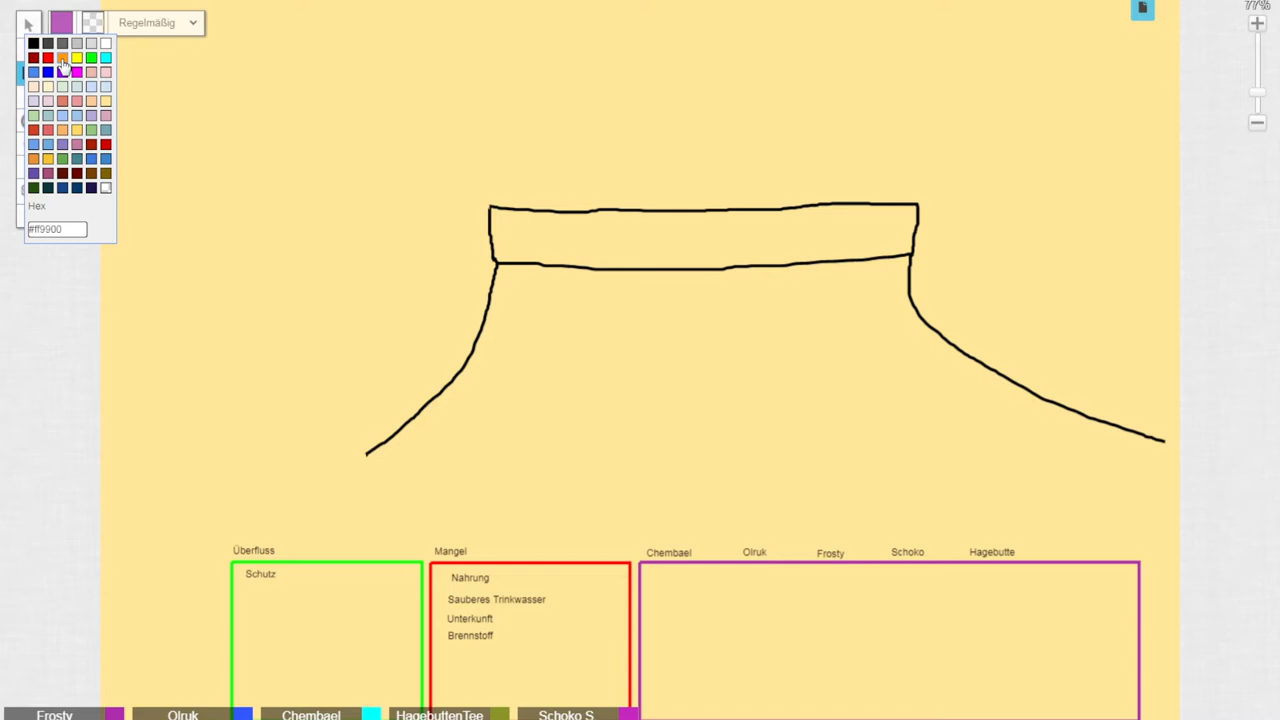 77%
Regelmäßig
Hex
#ff9900
Überfluss
Mangel
Chembael
Olruk
Frosty
Schoko
Hagebutte
Schutz
Nahrung
Sauberes Trinkwasser
Unterkunft
Brennstoff
Frosty
Olruk
Chembael
HagebuttenTee
Schoko S